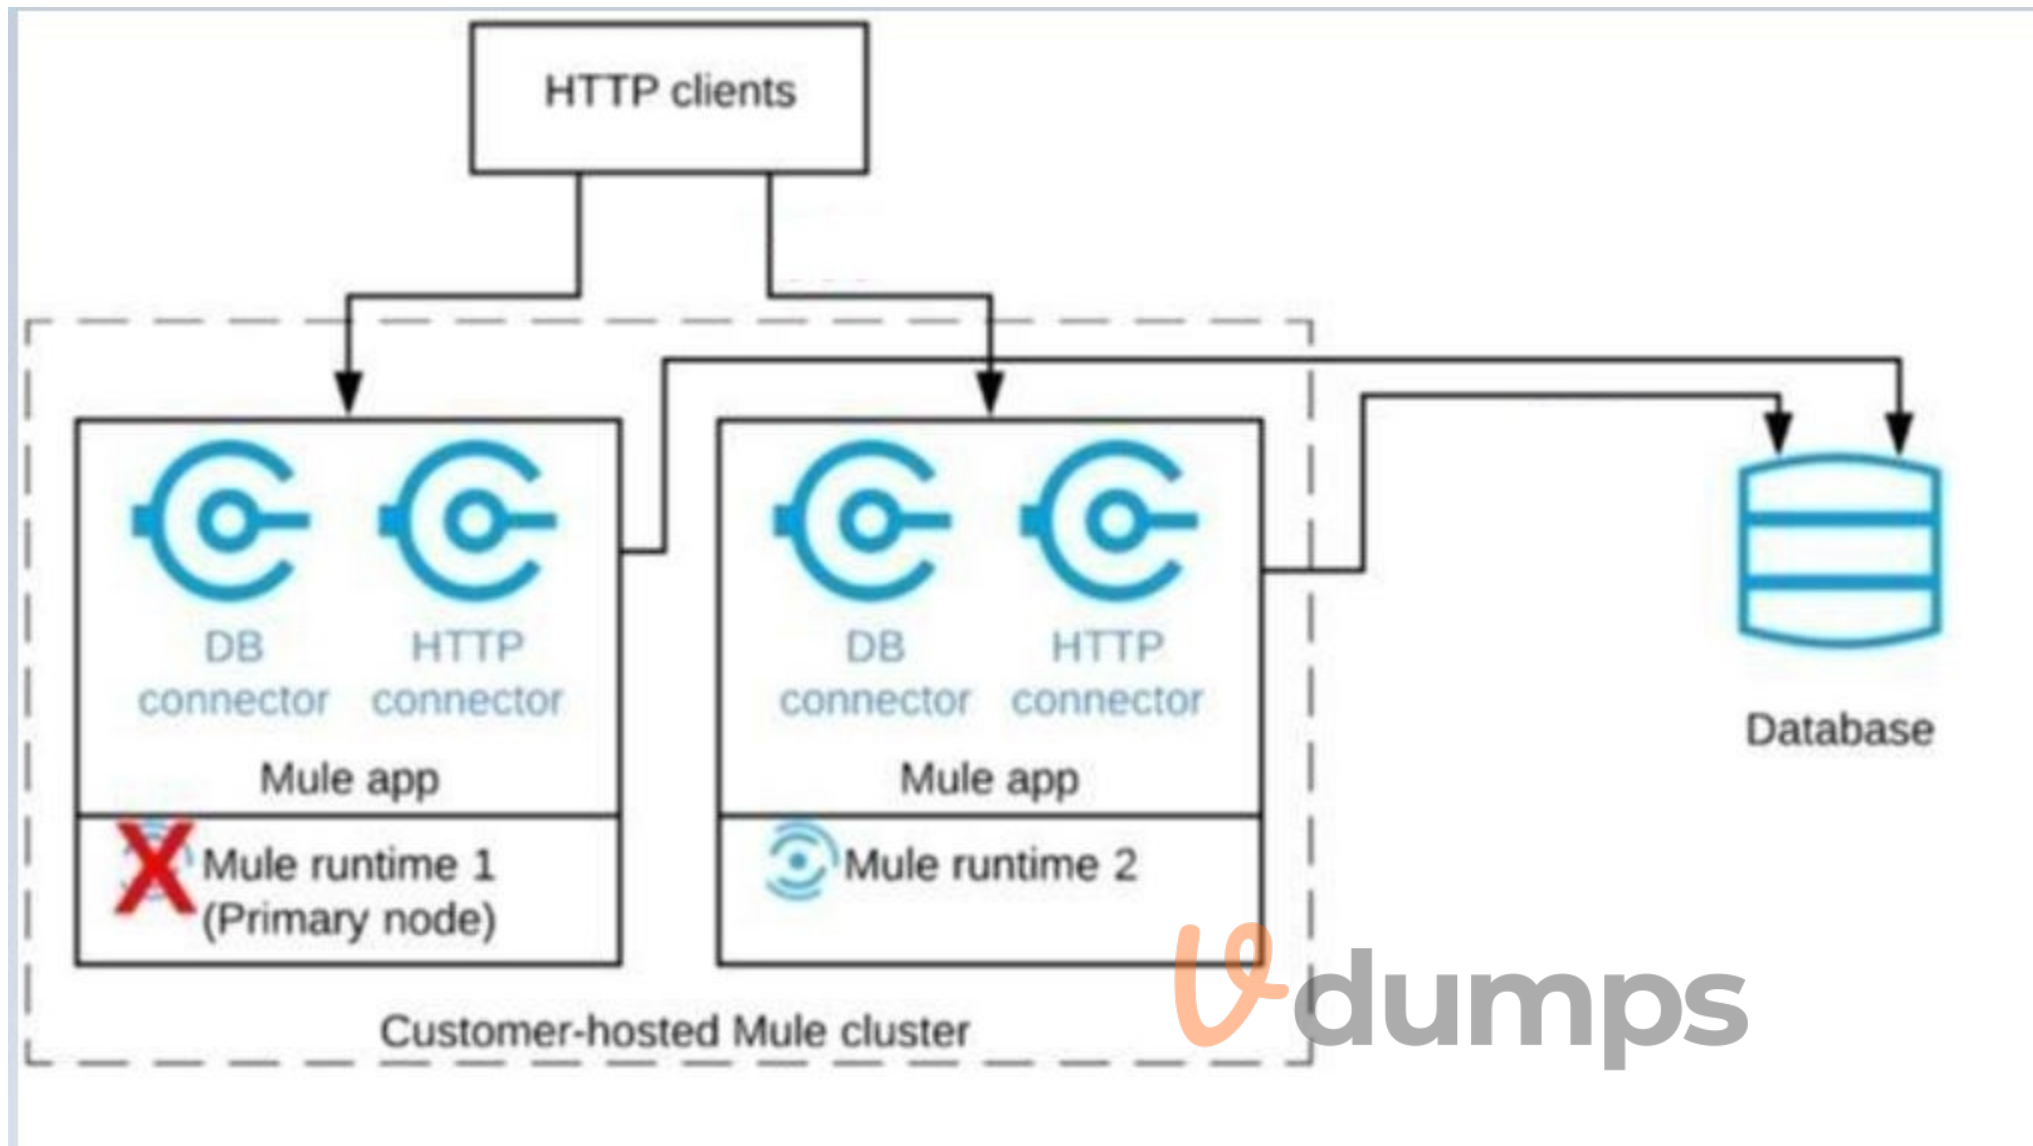 HTTP clients
DB
connector
HTTP
connector
Mule app
X
Mule runtime 1
(Primary node)
DB
connector
HTTP
connector
Mule app
Mule runtime 2
Database
Customer-hosted Mule cluster
dumps